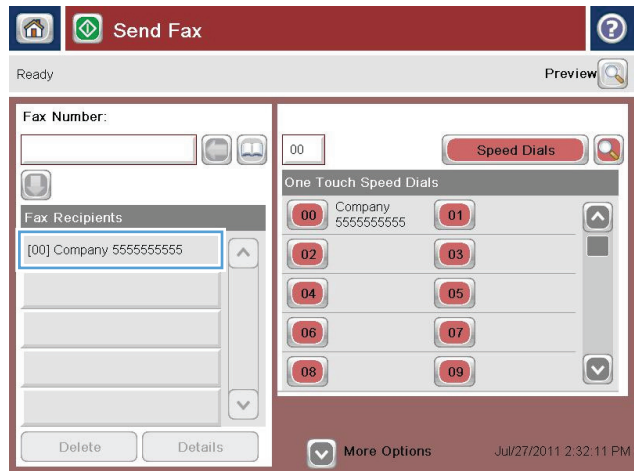 Send Fax
?
Ready
Preview
Fax Number:
00
Speed Dials
One Touch Speed Dials
Fax Recipients
[00] Company 5555555555
00 Company 5555555555 01
02 03
04 05
06 07
08 09
Delete Details
More Options
Jul/27/2011 2:32:11 PM